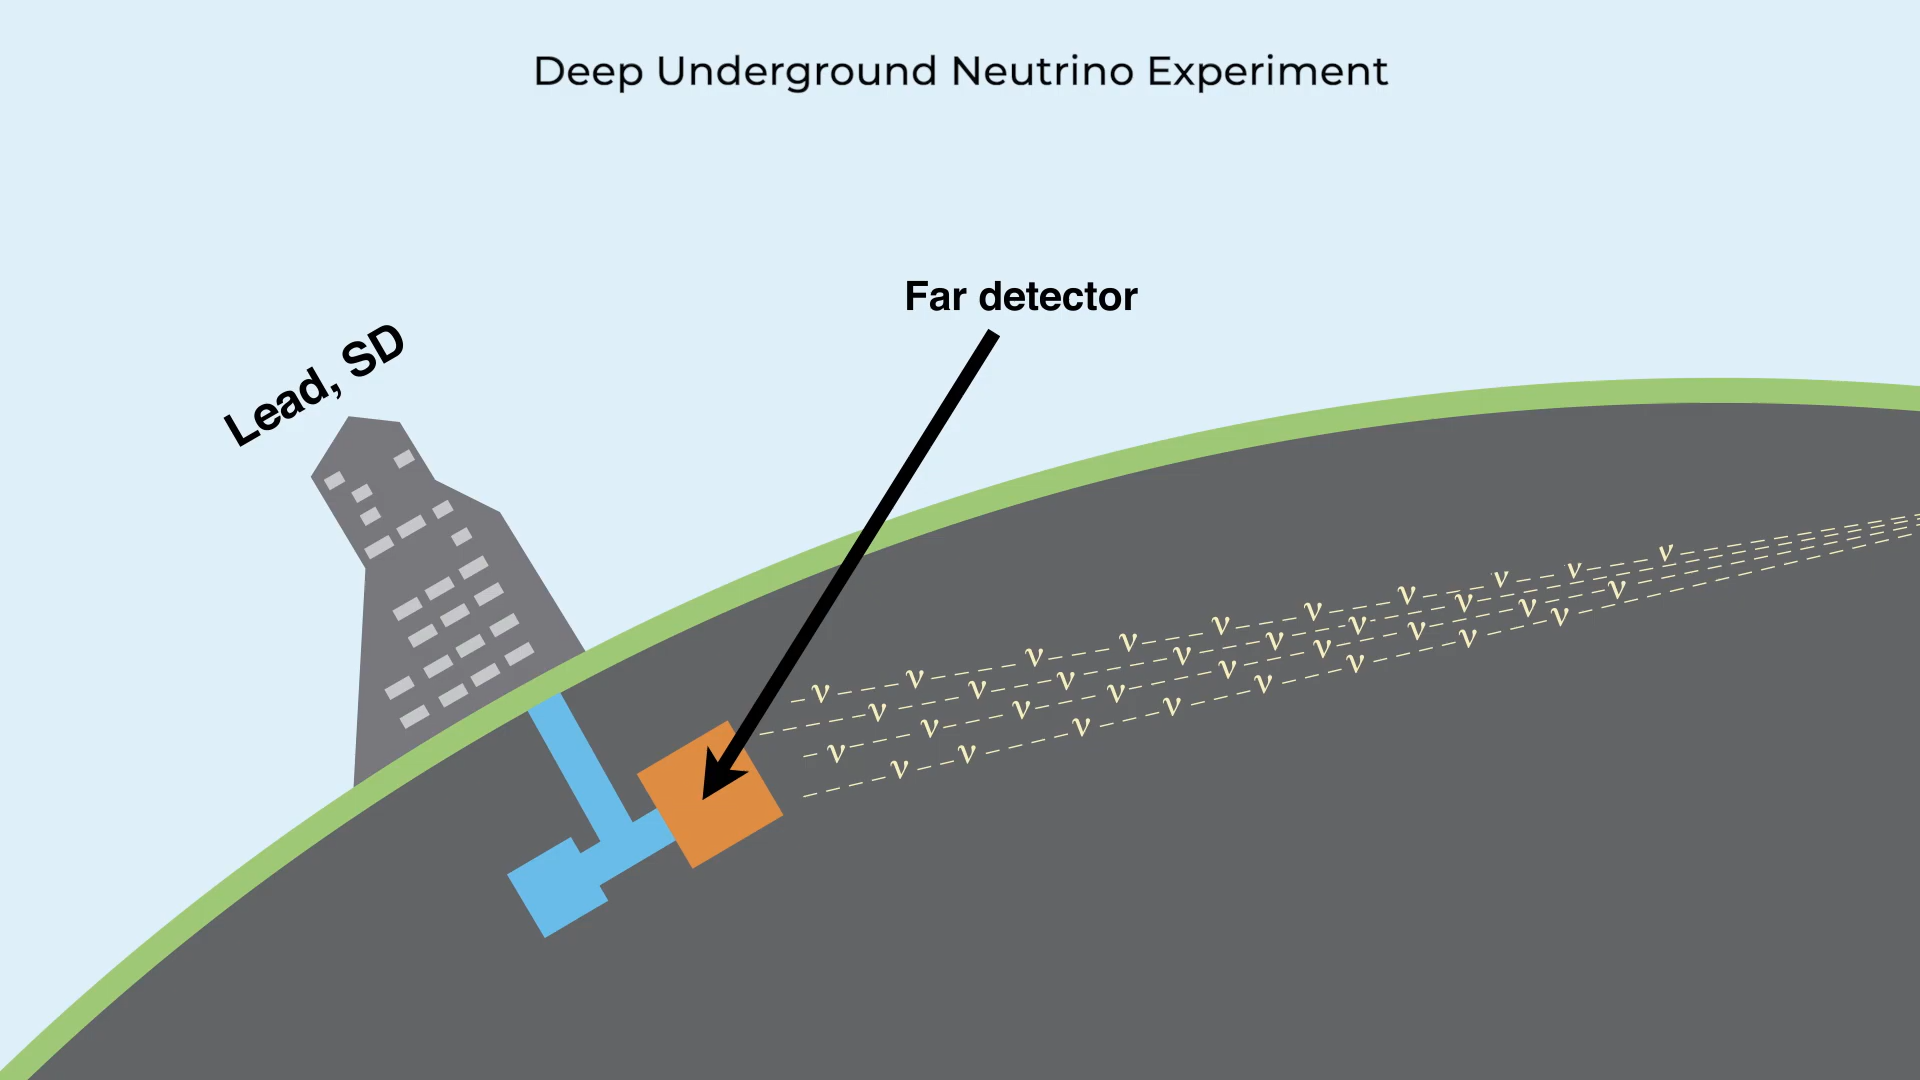 Deep Underground Neutrino Experiment
Far detector
Lead, SD
ν ν ν ν ν ν ν ν ν
ν ν ν ν ν ν ν ν
ν ν ν ν ν ν ν ν
ν ν ν ν ν ν ν ν